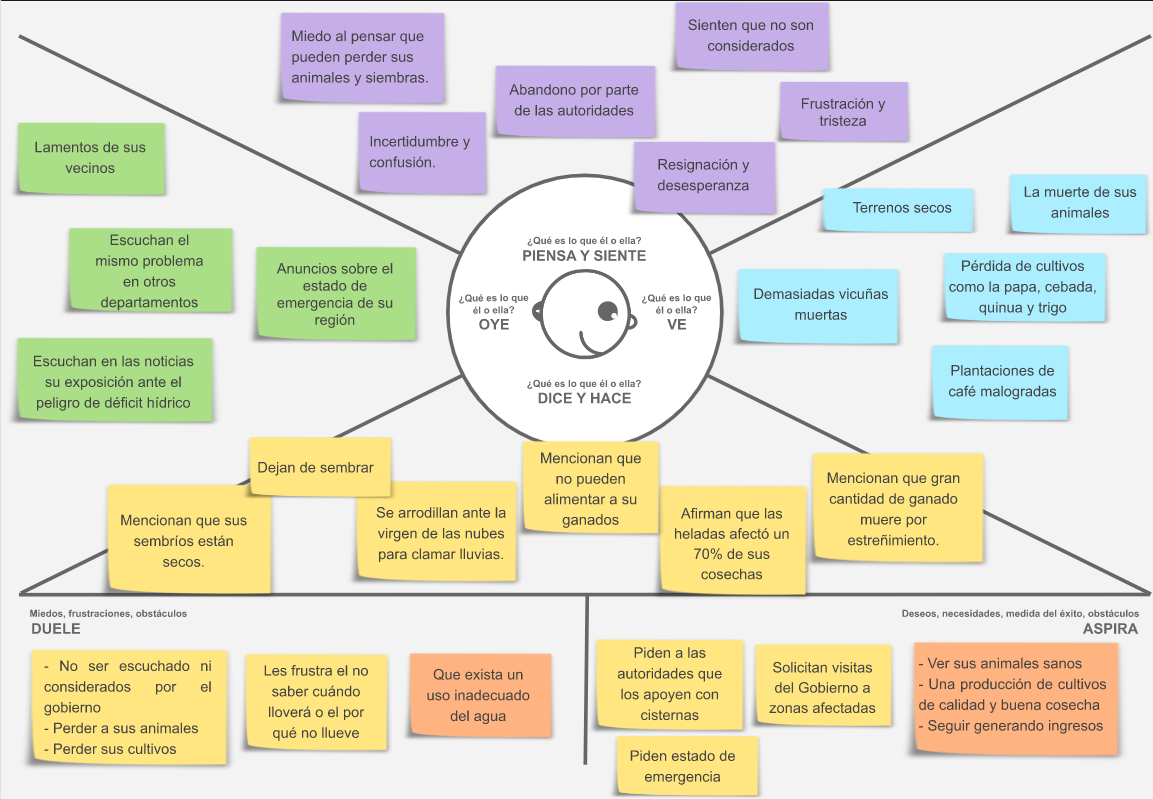 Miedo al pensar que
pueden perder sus
animales y siembras.
Incertidumbre y
confusión.
Abandono por parte
de las autoridades
Sienten que no son
considerados
Frustración y
tristeza
Resignación y
desesperanza
Lamentos de sus
vecinos
Escuchan el
mismo problema
en otros
departamentos
Anuncios sobre el
estado de
emergencia de su
región
Escuchan en las noticias
su exposición ante el
peligro de déficit hídrico
¿Qué es lo que él o ella?
PIENSA Y SIENTE
¿Qué es lo que
él o ella?
OYE
¿Qué es lo que
él o ella?
VE
¿Qué es lo que él o ella?
DICE Y HACE
Terrenos secos
La muerte de sus
animales
Demasiadas vicuñas
muertas
Pérdida de cultivos
como la papa, cebada,
quinua y trigo
Plantaciones de
café malogradas
Dejan de sembrar
Mencionan que sus
sembríos están
secos.
Se arrodillan ante la
virgen de las nubes
para clamar lluvias.
Mencionan que
no pueden
alimentar a su
ganados
Afirman que las
heladas afectó un
70% de sus
cosechas
Mencionan que gran
cantidad de ganado
muere por
estreñimiento.
Miedos, frustraciones, obstáculos
DUELE
- No ser escuchado ni
considerados por el
gobierno
- Perder a sus animales
- Perder sus cultivos
Les frustra el no
saber cuándo
lloverá o el por
qué no llueve
Que exista un
uso inadecuado
del agua
Deseos, necesidades, medida del éxito, obstáculos
ASPIRA
Piden a las
autoridades que
los apoyen con
cisternas
Solicitan visitas
del Gobierno a
zonas afectadas
Piden estado de
emergencia
- Ver sus animales sanos
- Una producción de cultivos
de calidad y buena cosecha
- Seguir generando ingresos